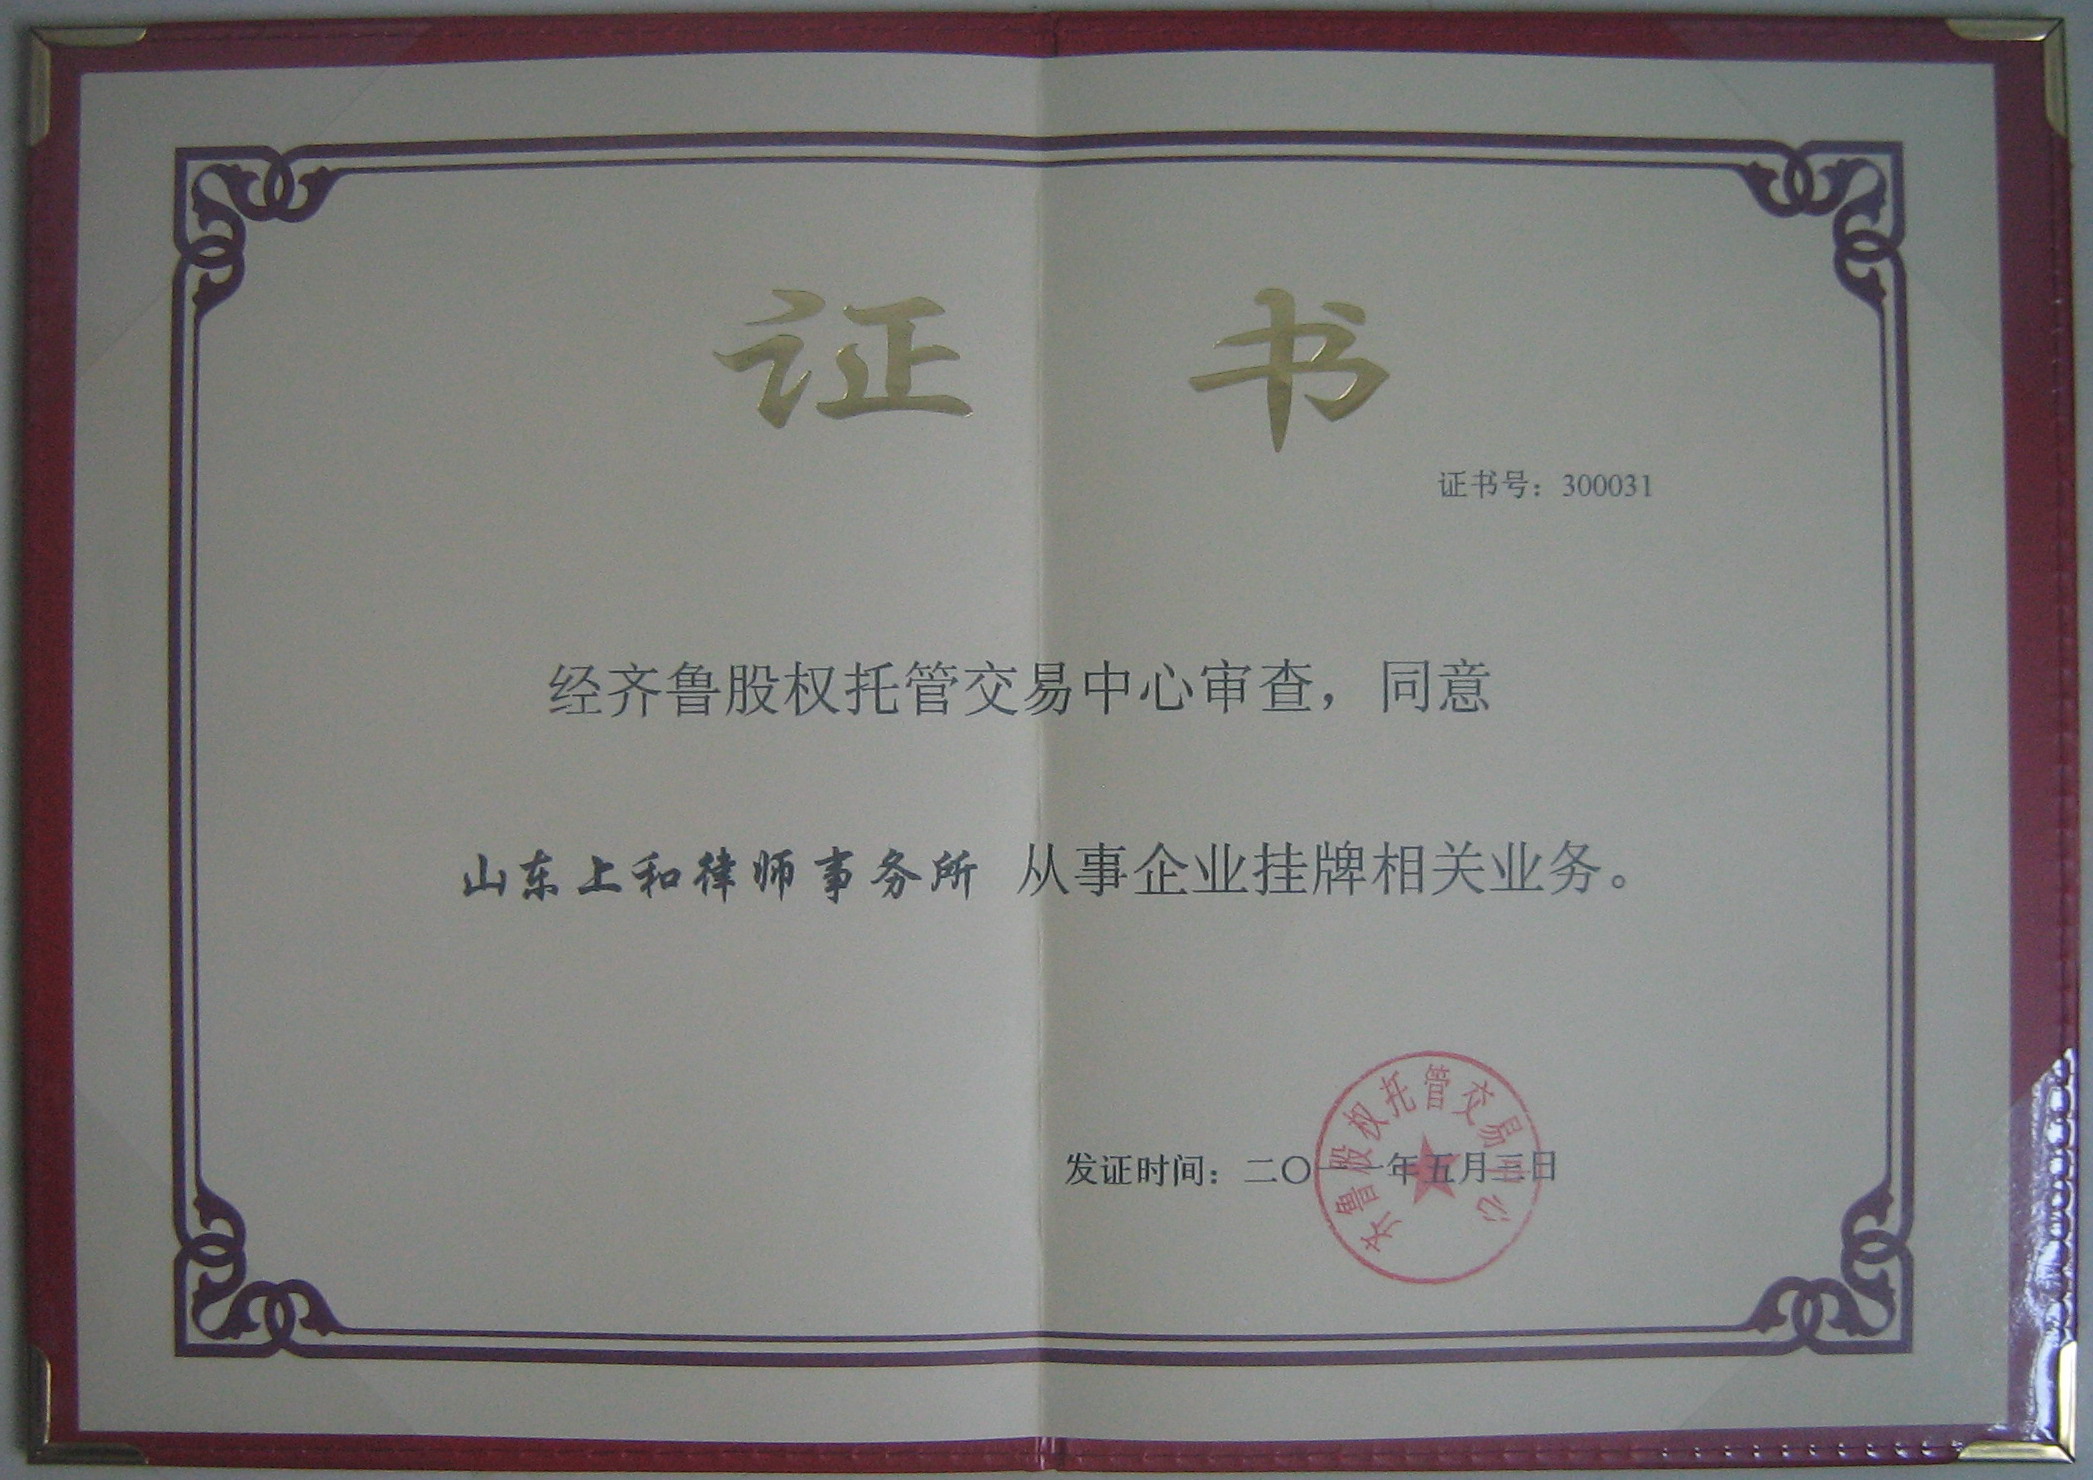 证书
证书号：300031
经齐鲁股权托管交易中心审查，同意
山东上和律师事务所 从事企业挂牌相关业务。
发证时间：二〇一一年五月三日
齐鲁股权托管交易中心